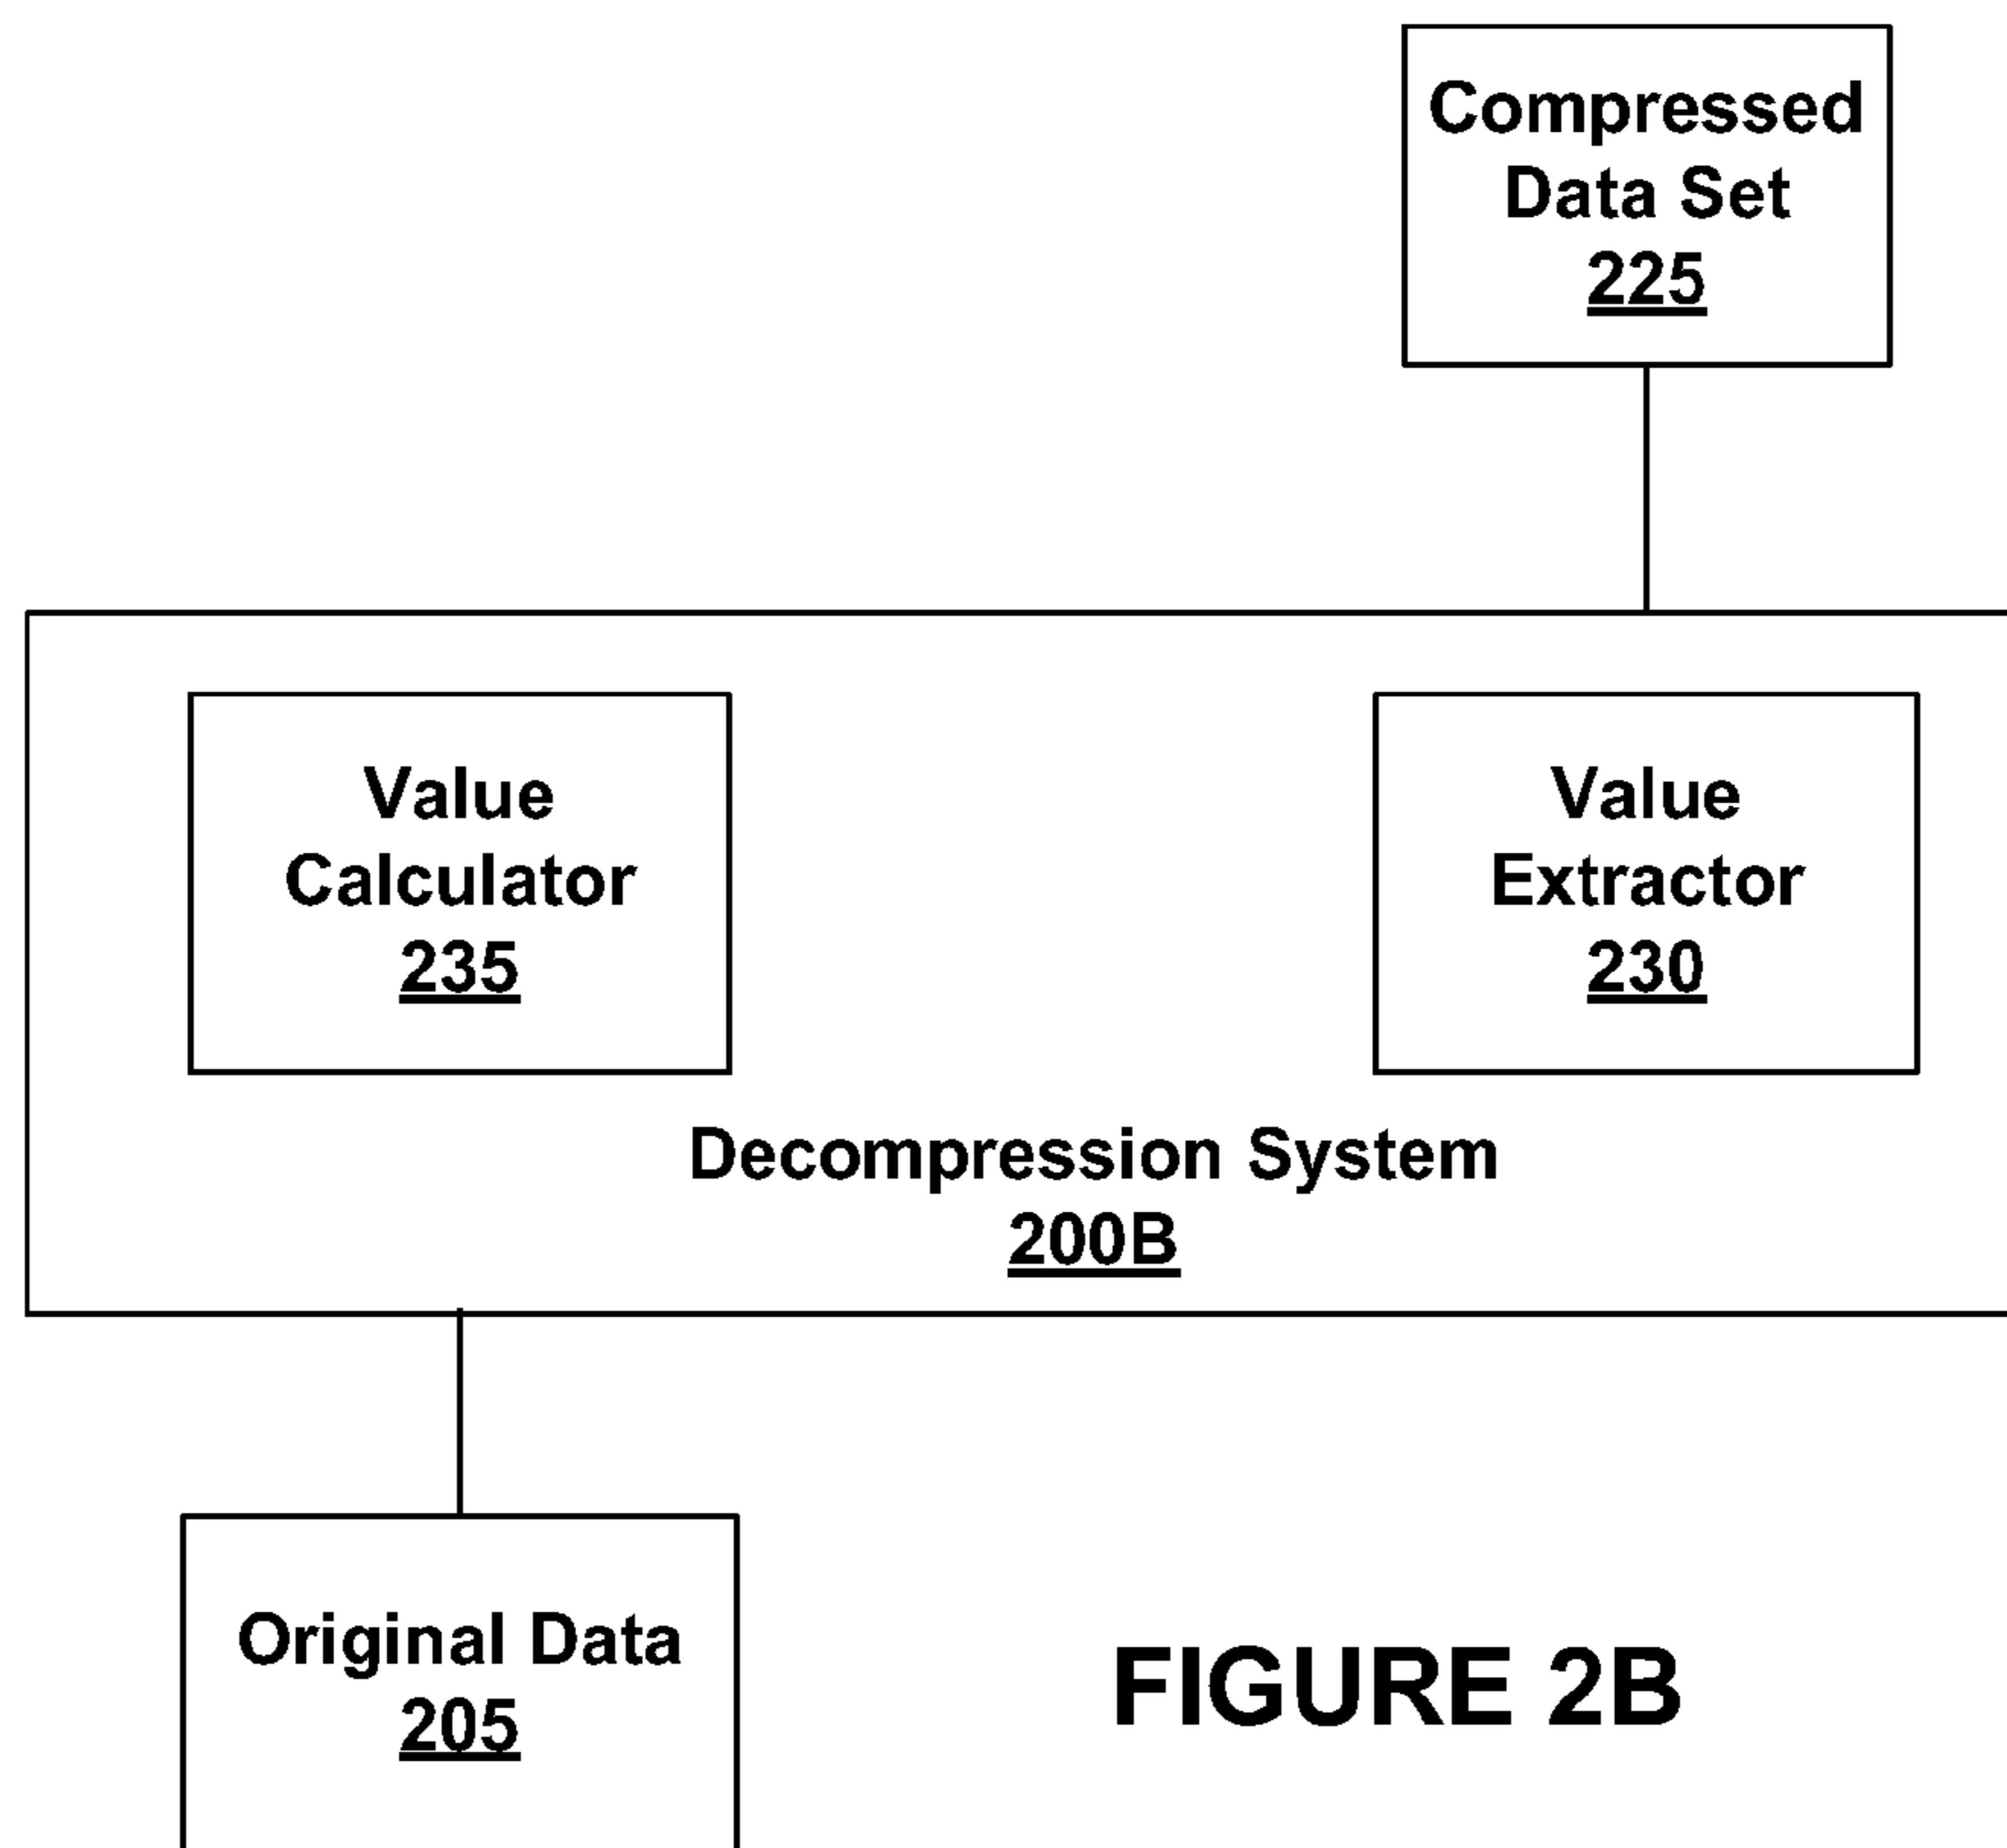 Compressed
Data Set
225
Value
Calculator
235
Value
Extractor
230
Decompression System
200B
Original Data
205
FIGURE 2B